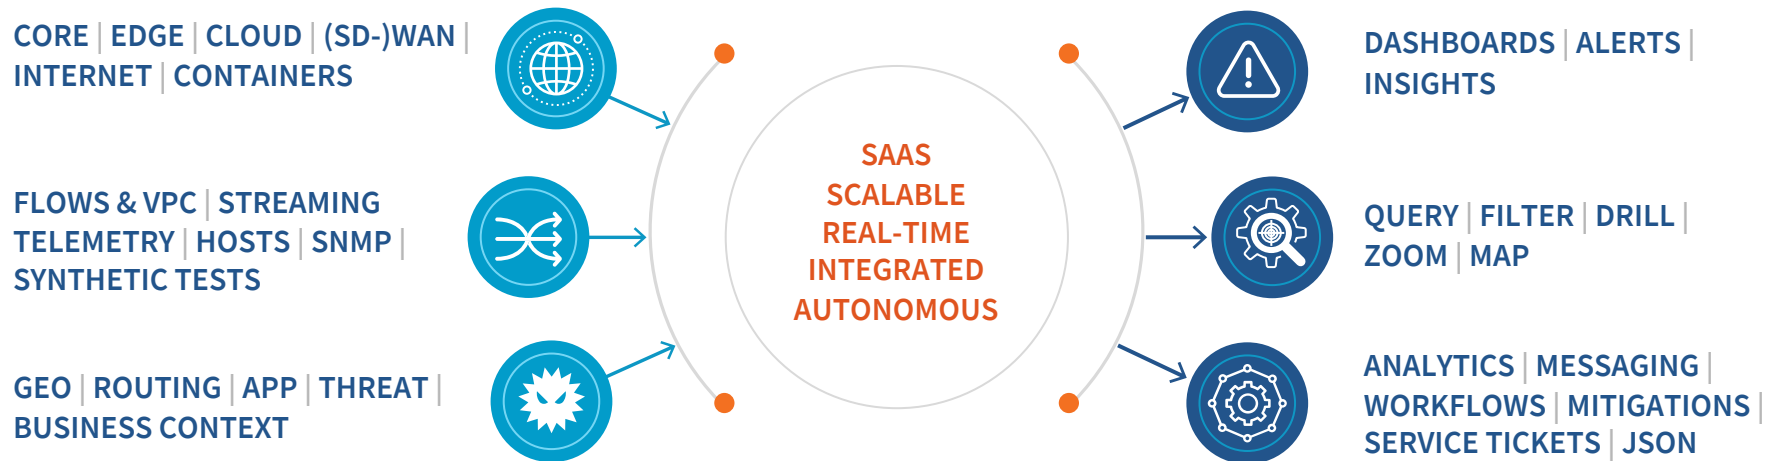 CORE | EDGE | CLOUD | (SD-)WAN |
INTERNET | CONTAINERS
FLOWS & VPC | STREAMING
TELEMETRY | HOSTS | SNMP |
SYNTHETIC TESTS
GEO | ROUTING | APP | THREAT |
BUSINESS CONTEXT
SAAS
SCALABLE
REAL-TIME
INTEGRATED
AUTONOMOUS
DASHBOARDS | ALERTS |
INSIGHTS
QUERY | FILTER | DRILL |
ZOOM | MAP
ANALYTICS | MESSAGING |
WORKFLOWS | MITIGATIONS |
SERVICE TICKETS | JSON